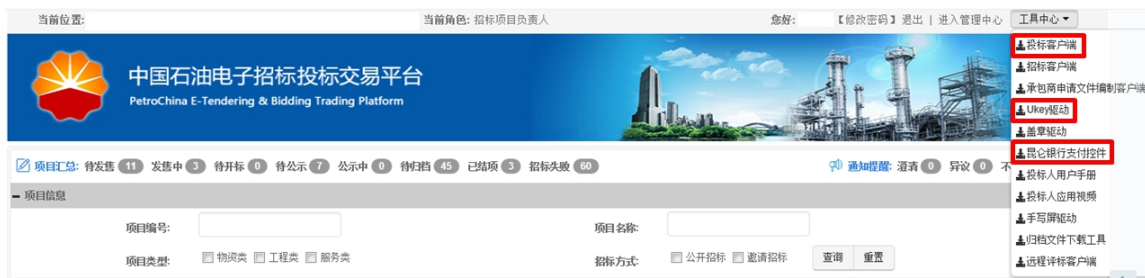 当前位置: 当前角色: 招标项目负责人 您好: 【修改密码】 退出 | 进入管理中心 工具中心
中国石油电子招标投标交易平台
PetroChina E-Tendering & Bidding Trading Platform
投标客户端
招标客户端
承包商申请文件编制客户端
Ukey驱动
盖章驱动
昆仑银行支付控件
投标人用户手册
投标人应用视频
手写屏驱动
归档文件下载工具
远程评标客户端
项目汇总: 待发售 11 发售中 3 待开标 0 待公示 7 公示中 0 待归档 45 已结项 3 招标失败 60 通知提醒: 澄清 0 异议 0 不
项目信息
项目编号: 项目名称:
项目类型: 物资类 工程类 服务类 招标方式: 公开招标 邀请招标 查询 重置